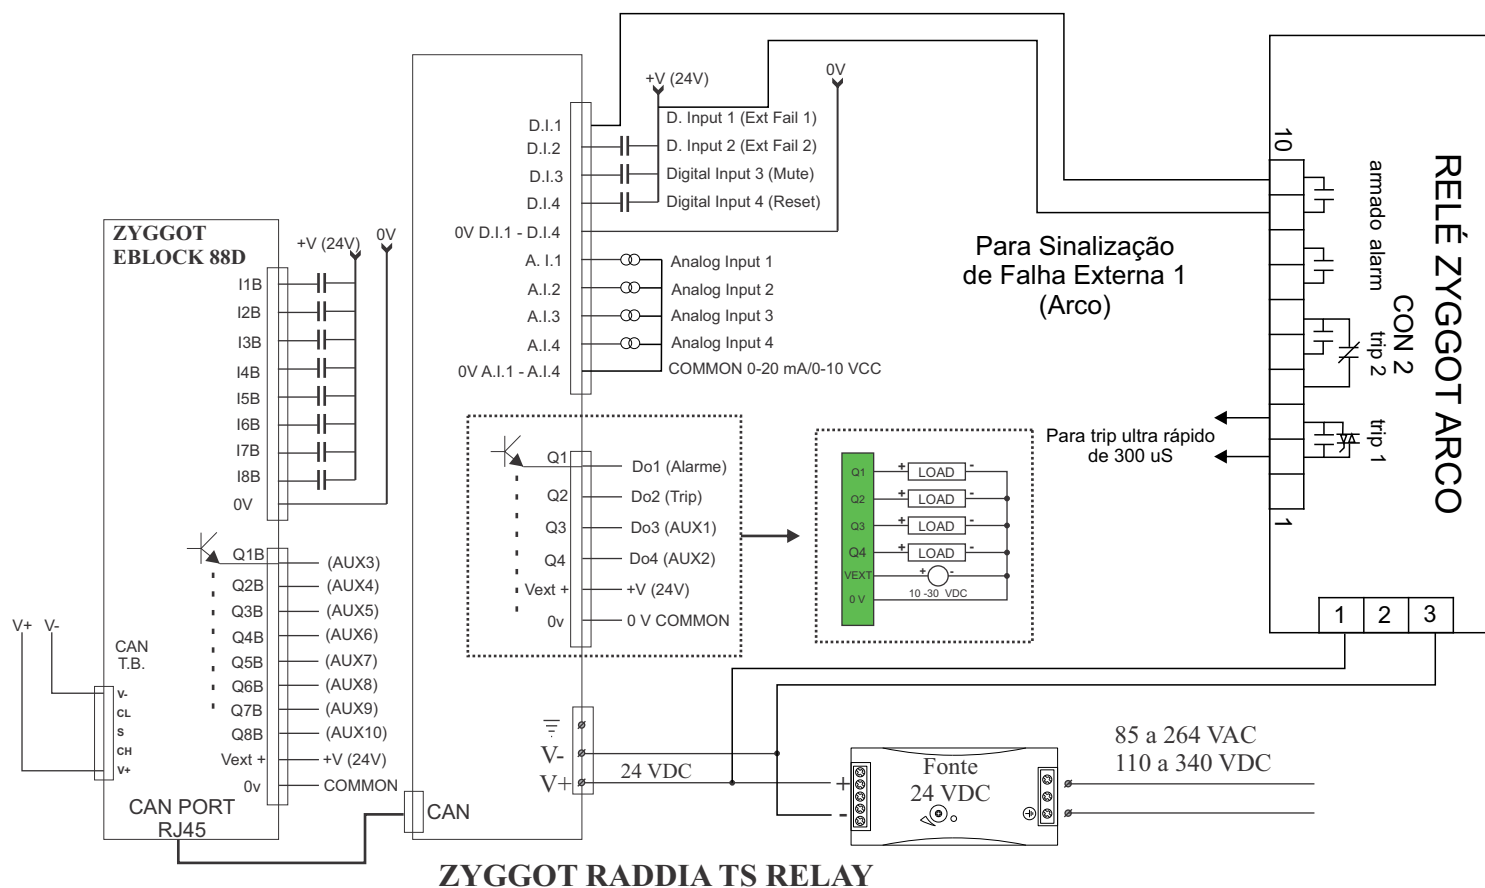 ZYGGOT
EBLOCK 88D
+V (24V)
0V
I1B
I2B
I3B
I4B
I5B
I6B
I7B
I8B
0V
Q1B
(AUX3)
Q2B
(AUX4)
Q3B
(AUX5)
Q4B
(AUX6)
Q5B
(AUX7)
Q6B
(AUX8)
Q7B
(AUX9)
Q8B
(AUX10)
Vext +
+V (24V)
0v
COMMON
V+
V-
CAN
T.B.
V-
CL
S
CH
V+
CAN PORT
RJ45
+V (24V)
0V
D.I.1
D. Input 1 (Ext Fail 1)
D.I.2
D. Input 2 (Ext Fail 2)
D.I.3
Digital Input 3 (Mute)
D.I.4
Digital Input 4 (Reset)
0V D.I.1 - D.I.4
A. I.1
Analog Input 1
A.I.2
Analog Input 2
A.I.3
Analog Input 3
A.I.4
Analog Input 4
0V A.I.1 - A.I.4
COMMON 0-20 mA/0-10 VCC
Q1
Do1 (Alarme)
Q2
Do2 (Trip)
Q3
Do3 (AUX1)
Q4
Do4 (AUX2)
Vext +
+V (24V)
0v
0 V COMMON
Q1
+ LOAD -
Q2
+ LOAD -
Q3
+ LOAD -
Q4
+ LOAD -
VEXT
+ -
10 -30 VDC
0 V
V-
V+
24 VDC
CAN
ZYGGOT RADDIA TS RELAY
Para Sinalização
de Falha Externa 1
(Arco)
Para trip ultra rápido
de 300 uS
10
1
armado alarm
trip 2
trip 1
CON 2
RELÉ ZYGGOT ARCO
1 2 3
+
-
Fonte
24 VDC
85 a 264 VAC
110 a 340 VDC